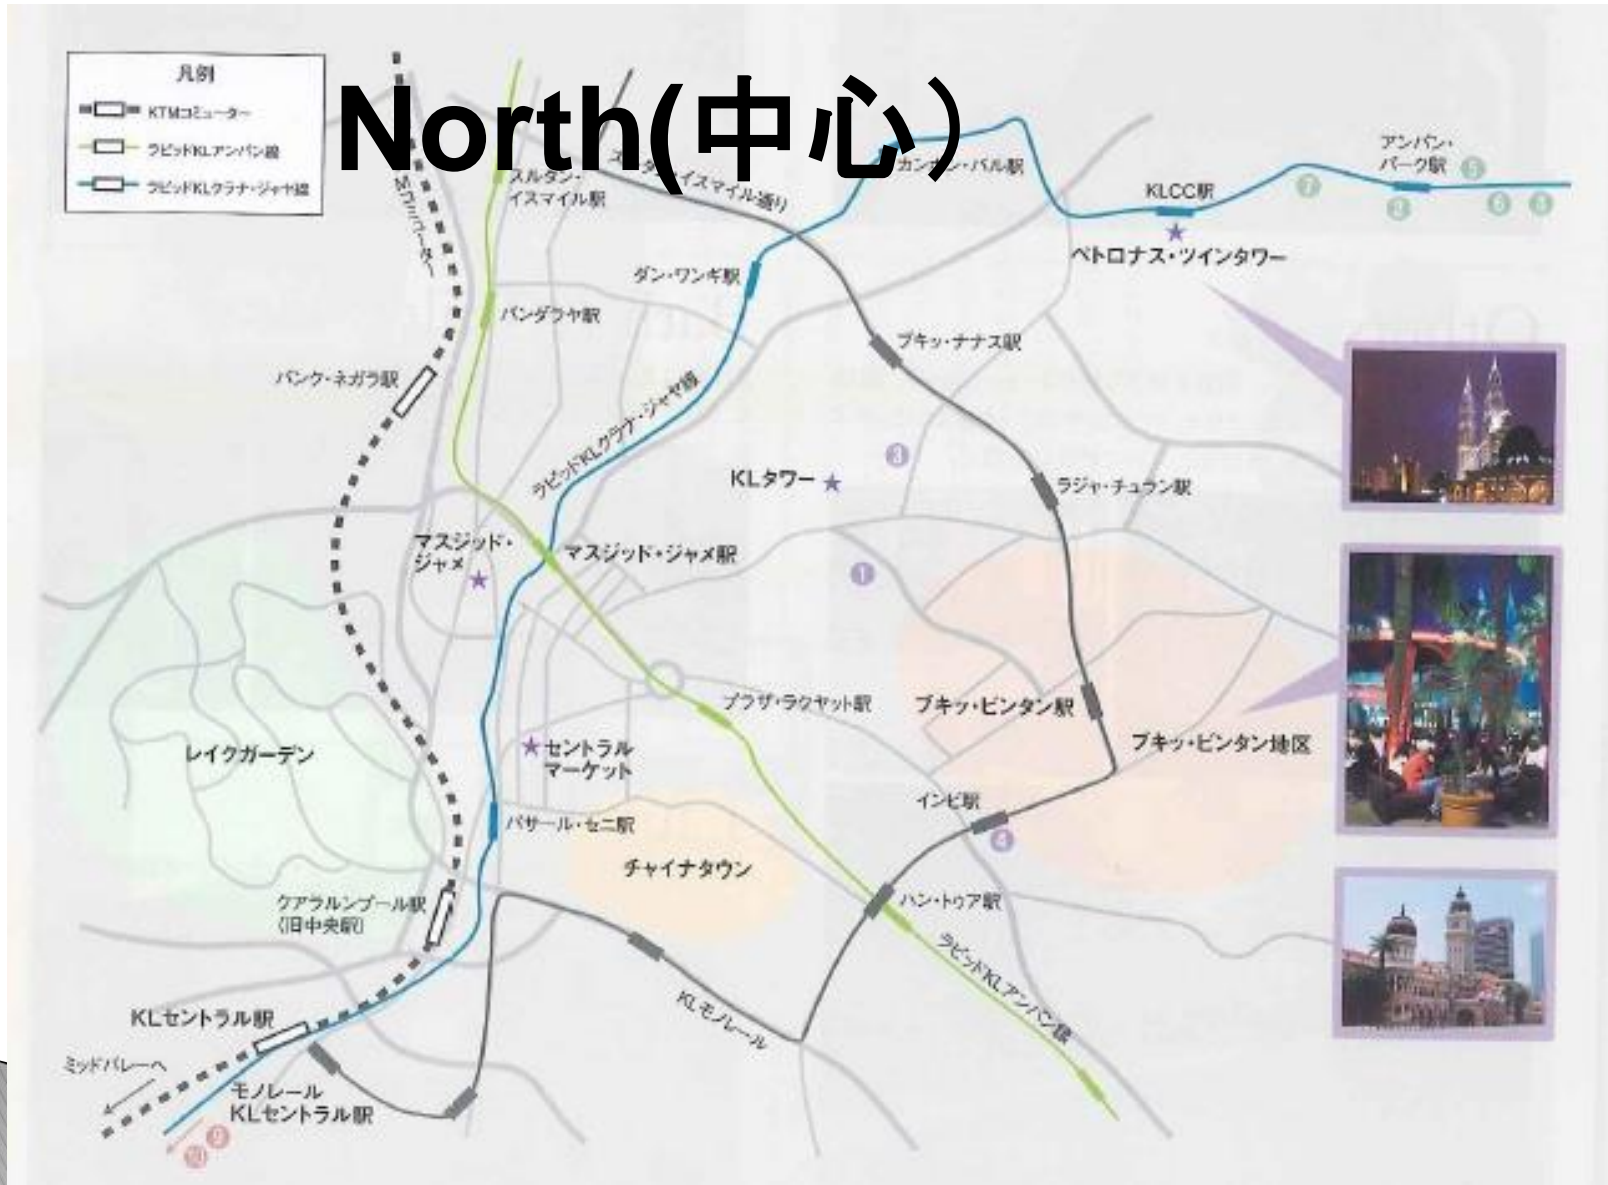 North(中心）
凡例
KTMコミューター
ラピッドKLアンパン線
ラピッドKLクラナ・ジャヤ線
スルタン・
イスマイル駅
カンポン・バル駅
アンパン・
パーク駅
⑤
⑦
KLCC駅
⑥
ペトロナス・ツインタワー
ダン・ワンギ駅
バンダラヤ駅
ブキッ・ナナス駅
バンク・ネガラ駅
ラピッドKLクラナ・ジャヤ線
③
KLタワー
ラジャ・チュラン駅
マスジッド・
ジャメ
マスジッド・ジャメ駅
①
プラザ・ラクヤット駅
ブキッ・ビンタン駅
ブキッ・ビンタン地区
レイクガーデン
セントラル
マーケット
インビ駅
④
パサール・セニ駅
チャイナタウン
クアラルンプール駅
（旧中央駅）
ハン・トゥア駅
ラピッドKLアンパン線
KLモノレール
KLセントラル駅
ミッドバレーへ
モノレール
KLセントラル駅
⑨
⑩